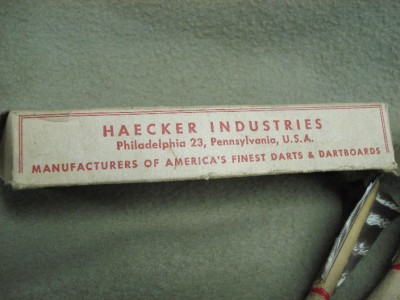 HAECKER INDUSTRIES
Philadelphia 23, Pennsylvania, U.S.A.
MANUFACTURERS OF AMERICA'S FINEST DARTS & DARTBOARDS